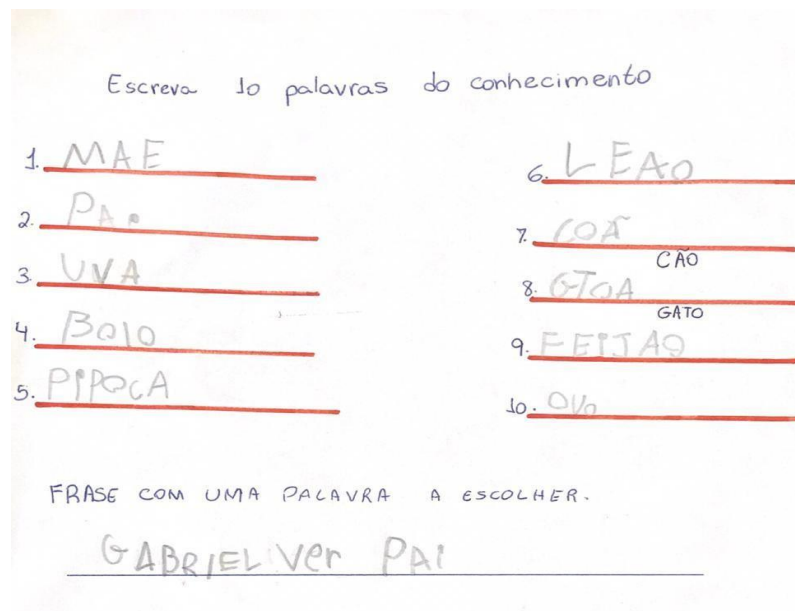 Escreva 10 palavras do conhecimento
1. MAE
2. PAI
3. UVA
4. BOlO
5. PIPOCA
6. LEAO
7. COÃ
CÃO
8. GTOA
GATO
9. FEIJAO
10. OVo
FRASE COM UMA PALAVRA A ESCOLHER.
GABRIEL Ver PAi